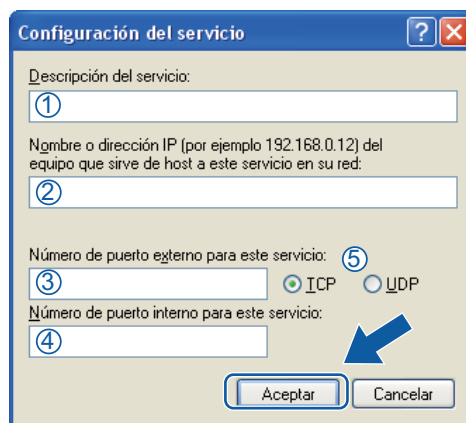 Configuración del servicio
Descripción del servicio:
①
Nombre o dirección IP (por ejemplo 192.168.0.12) del
equipo que sirve de host a este servicio en su red:
②
Número de puerto externo para este servicio: ⑤
③ TCP UDP
Número de puerto interno para este servicio:
④
Aceptar Cancelar